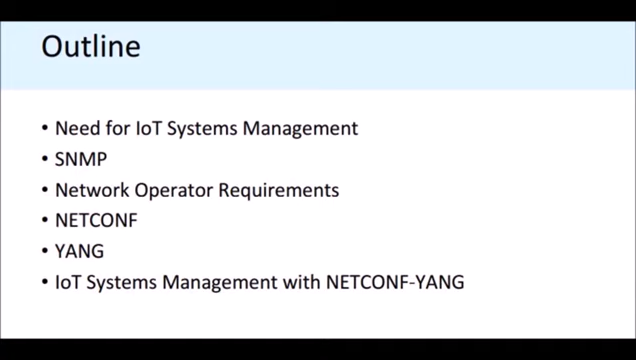 Outline
• Need for IoT Systems Management
• SNMP
• Network Operator Requirements
• NETCONF
• YANG
• IoT Systems Management with NETCONF-YANG